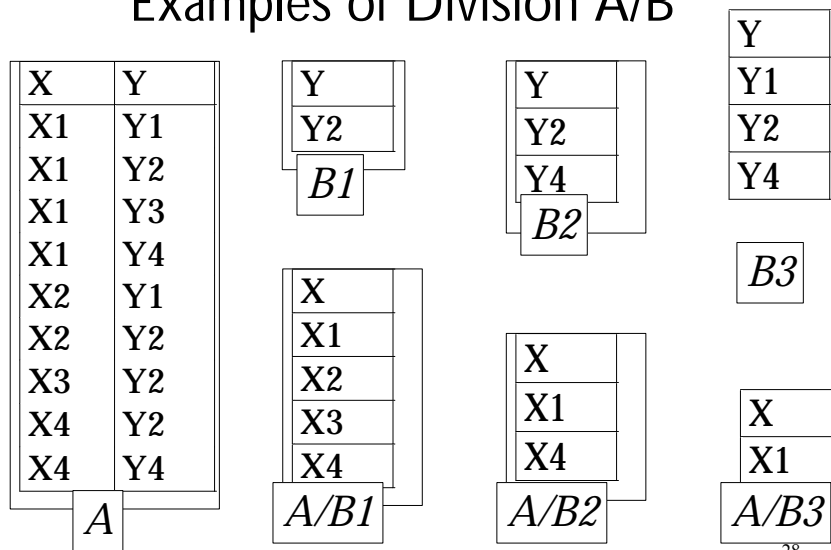 Examples of Division A/B
X Y
X1 Y1
X1 Y2
X1 Y3
X1 Y4
X2 Y1
X2 Y2
X3 Y2
X4 Y2
X4 Y4
A
Y
Y2
B1
Y
Y2
Y4
B2
Y
Y1
Y2
Y4
B3
X
X1
X2
X3
X4
A/B1
X
X1
X4
A/B2
X
X1
A/B3
28